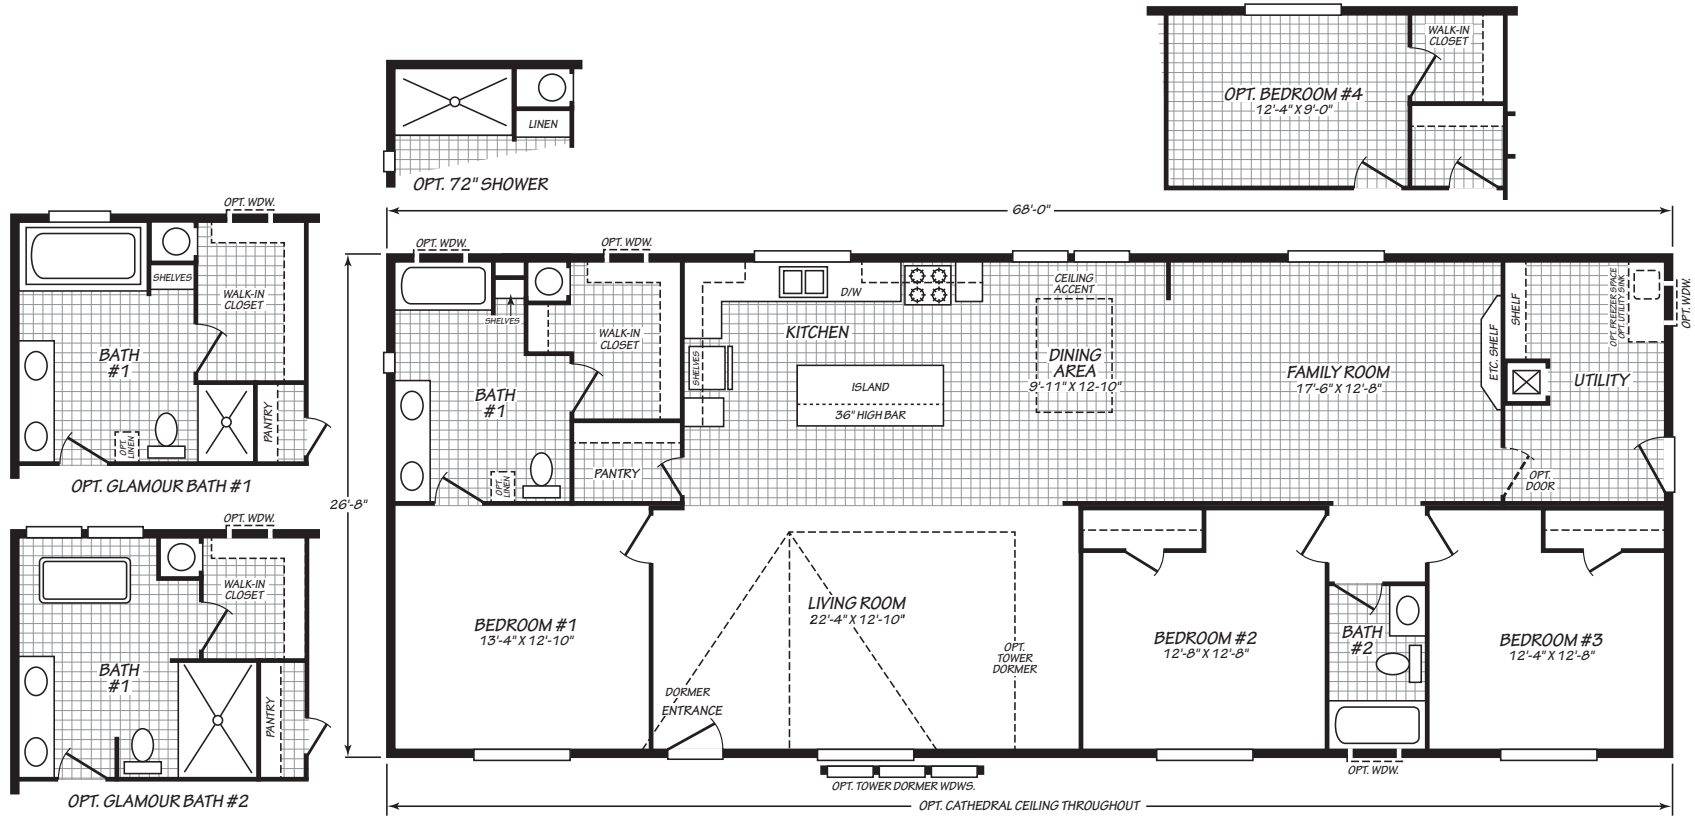 WALK-IN
CLOSET
OPT. BEDROOM #4
12'-4" X 9'-0"
LINEN
OPT. 72" SHOWER
68'-0"
OPT. WDW.
SHELVES
WALK-IN
CLOSET
BATH
#1
OPT.
LINEN
PANTRY
OPT. GLAMOUR BATH #1
OPT. WDW.
WALK-IN
CLOSET
BATH
#1
PANTRY
OPT. GLAMOUR BATH #2
26'-8"
OPT. WDW.
OPT. WDW.
SHELVES
WALK-IN
CLOSET
BATH
#1
OPT.
LINEN
PANTRY
D/W
KITCHEN
SHELVES
ISLAND
36" HIGH BAR
CEILING
ACCENT
DINING
AREA
9'-11" X 12'-10"
FAMILY ROOM
17'-6" X 12'-8"
ETC. SHELF
SHELF
OPT. FREEZER SPACE
OPT. UTILITY SINK
OPT. WDW.
UTILITY
OPT.
DOOR
BEDROOM #1
13'-4" X 12'-10"
LIVING ROOM
22'-4" X 12'-10"
OPT.
TOWER
DORMER
DORMER
ENTRANCE
BEDROOM #2
12'-8" X 12'-8"
BATH
#2
BEDROOM #3
12'-4" X 12'-8"
OPT. WDW.
OPT. TOWER DORMER WDWS.
OPT. CATHEDRAL CEILING THROUGHOUT